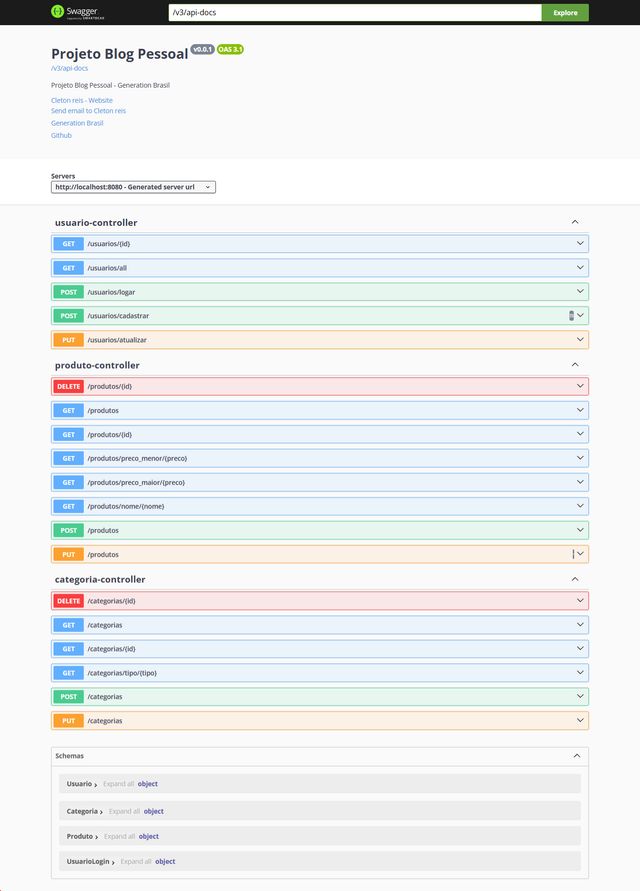 Swagger
Supported by SMARTBEAR
/v3/api-docs
Explore
Projeto Blog Pessoal v0.0.1 OAS 3.1
/v3/api-docs
Projeto Blog Pessoal - Generation Brasil
Cleton reis - Website
Send email to Cleton reis
Generation Brasil
Github
Servers
http://localhost:8080 - Generated server url
usuario-controller
GET /usuarios/{id}
GET /usuarios/all
POST /usuarios/logar
POST /usuarios/cadastrar
PUT /usuarios/atualizar
produto-controller
DELETE /produtos/{id}
GET /produtos
GET /produtos/{id}
GET /produtos/preco_menor/{preco}
GET /produtos/preco_maior/{preco}
GET /produtos/nome/{nome}
POST /produtos
PUT /produtos
categoria-controller
DELETE /categorias/{id}
GET /categorias
GET /categorias/{id}
GET /categorias/tipo/{tipo}
POST /categorias
PUT /categorias
Schemas
Usuario Expand all object
Categoria Expand all object
Produto Expand all object
UsuarioLogin Expand all object